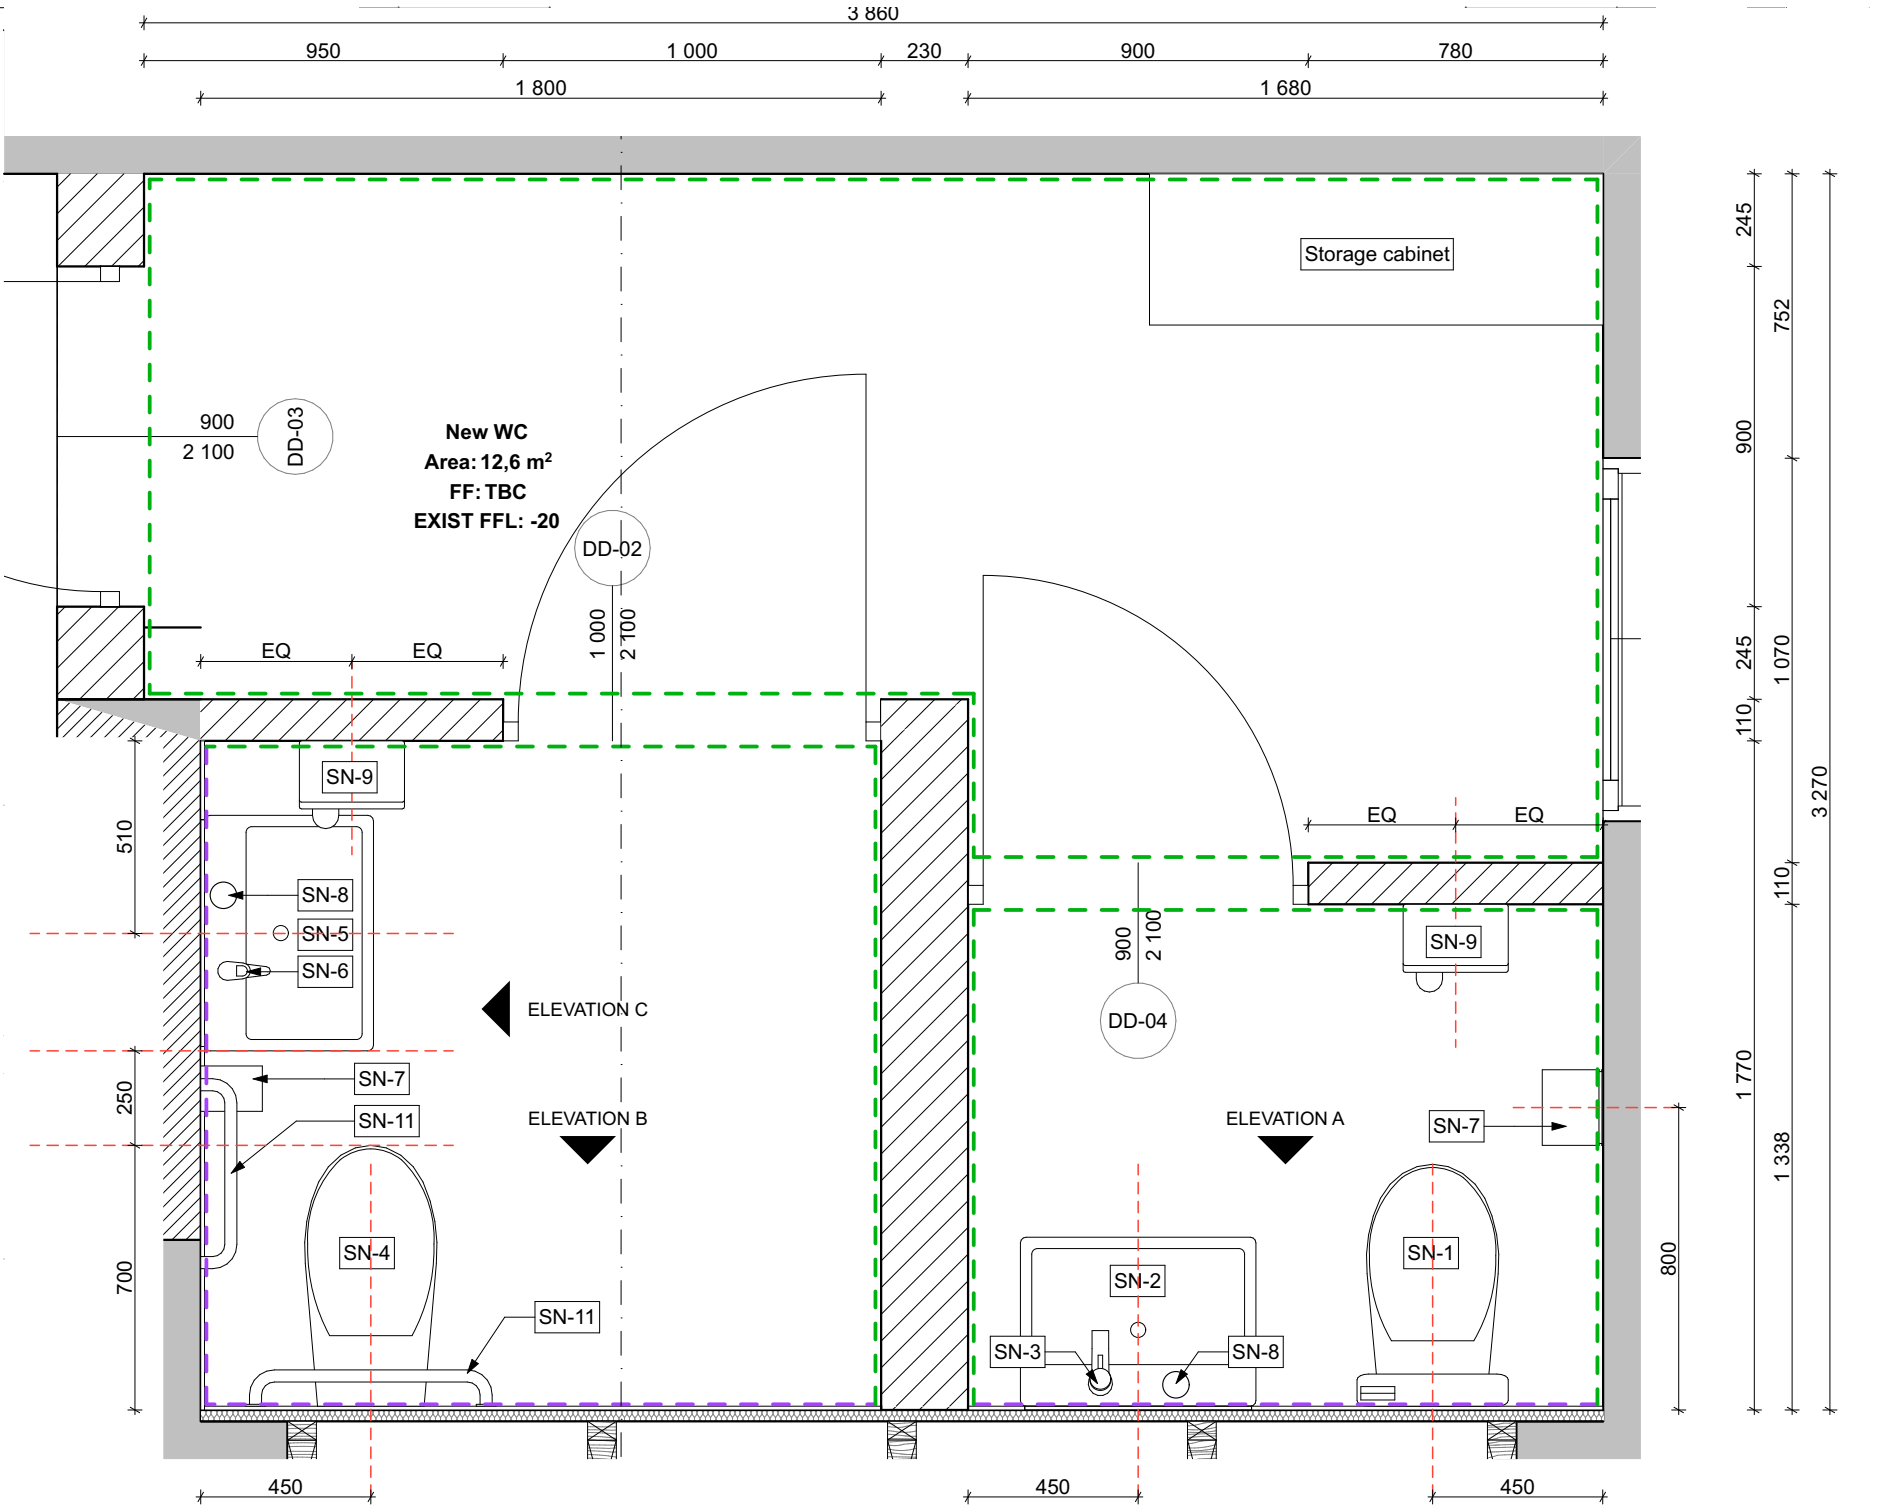 3 860
950
1 000
230
900
780
1 800
1 680
Storage cabinet
245
752
900
2 100
DD-03
New WC
Area: 12,6 m²
FF: TBC
EXIST FFL: -20
DD-02
1 000
2 100
900
245
1 070
110
3 270
EQ
EQ
EQ
EQ
SN-9
510
SN-8
SN-5
SN-6
ELEVATION C
SN-7
SN-11
250
ELEVATION B
900
2 100
DD-04
SN-9
110
ELEVATION A
SN-7
1 770
1 338
700
SN-4
SN-11
SN-2
SN-1
SN-3
SN-8
800
450
450
450